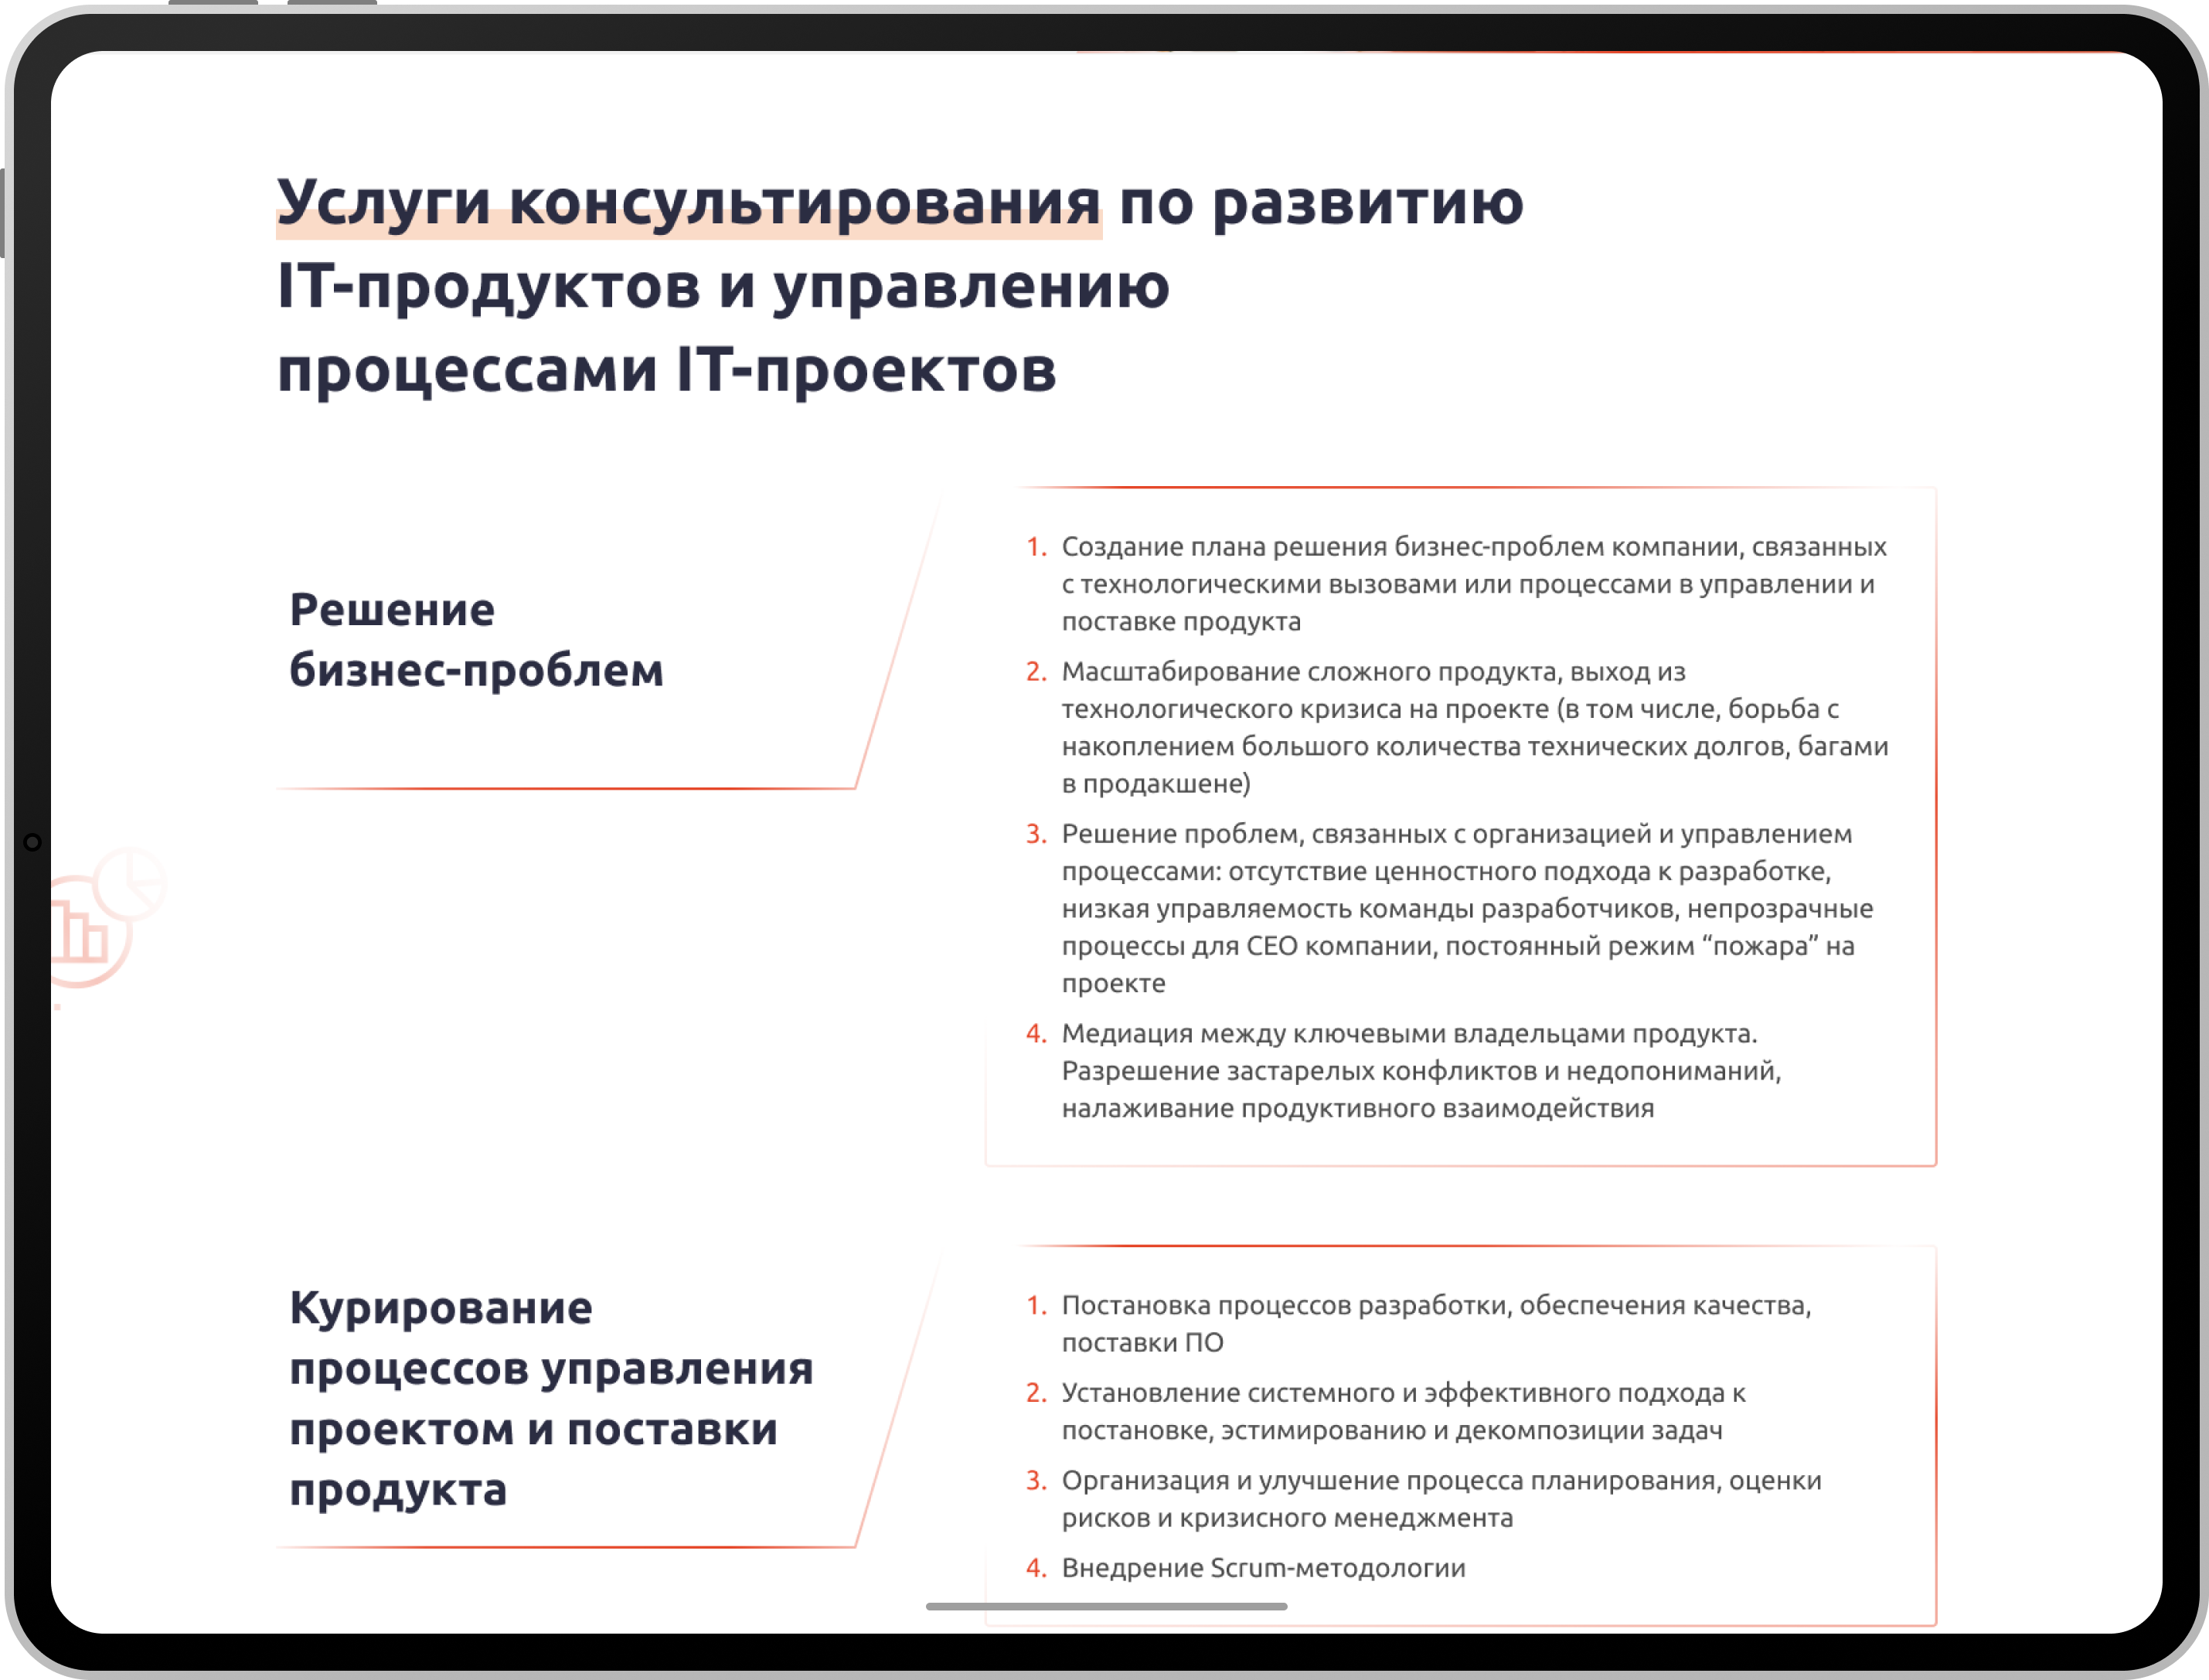 Услуги консультирования по развитию
IT-продуктов и управлению
процессами IT-проектов
Решение
бизнес-проблем
1. Создание плана решения бизнес-проблем компании, связанных
с технологическими вызовами или процессами в управлении и
поставке продукта
2. Масштабирование сложного продукта, выход из
технологического кризиса на проекте (в том числе, борьба с
накоплением большого количества технических долгов, багами
в продакшене)
3. Решение проблем, связанных с организацией и управлением
процессами: отсутствие ценностного подхода к разработке,
низкая управляемость команды разработчиков, непрозрачные
процессы для CEO компании, постоянный режим “пожара” на
проекте
4. Медиация между ключевыми владельцами продукта.
Разрешение застарелых конфликтов и недопониманий,
налаживание продуктивного взаимодействия
Курирование
процессов управления
проектом и поставки
продукта
1. Постановка процессов разработки, обеспечения качества,
поставки ПО
2. Установление системного и эффективного подхода к
постановке, эстимированию и декомпозиции задач
3. Организация и улучшение процесса планирования, оценки
рисков и кризисного менеджмента
4. Внедрение Scrum-методологии